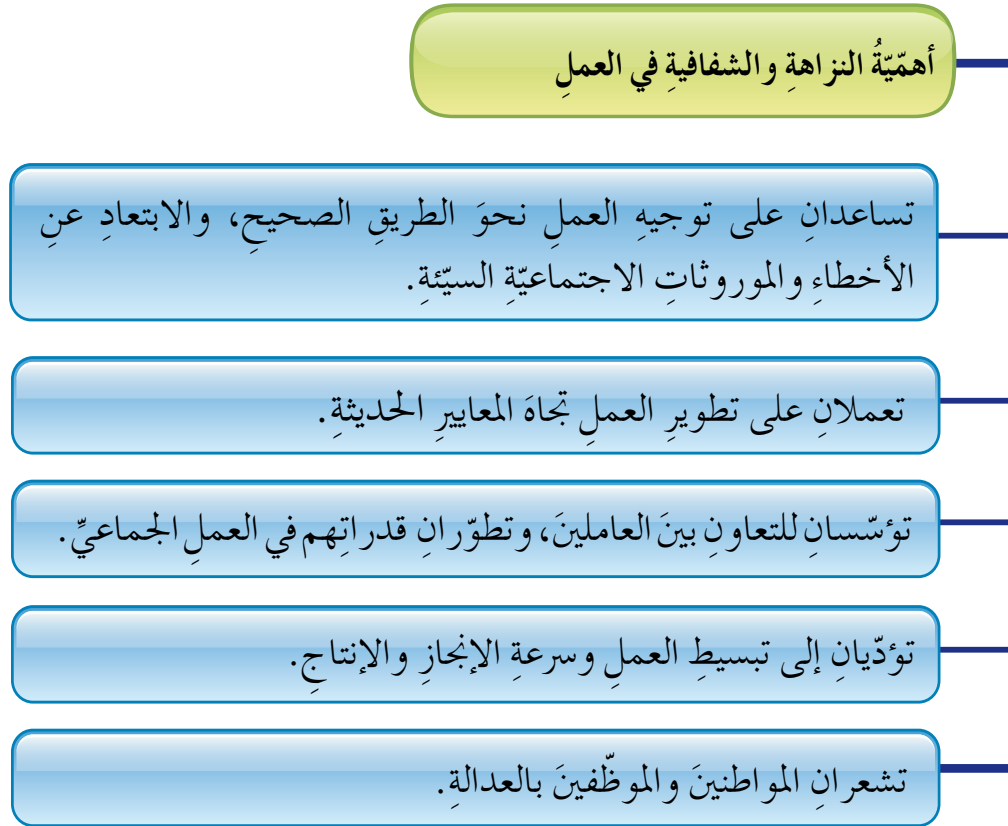 أهمّيّةُ النزاهةِ والشفافيةِ في العملِ
تساعدانِ على توجيهِ العملِ نحوَ الطريقِ الصحيحِ، والابتعادِ عنِ
الأخطاءِ والموروثاتِ الاجتماعيّةِ السيّئةِ.
تعملانِ على تطويرِ العملِ تجاهَ المعاييرِ الحديثةِ.
تؤسّسانِ للتعاونِ بينَ العاملينَ، وتطوّرانِ قدراتِهم في العملِ الجماعيِّ.
تؤدّيانِ إلى تبسيطِ العملِ وسرعةِ الإنجازِ والإنتاجِ.
تشعرانِ المواطنينَ والموظّفينَ بالعدالةِ.